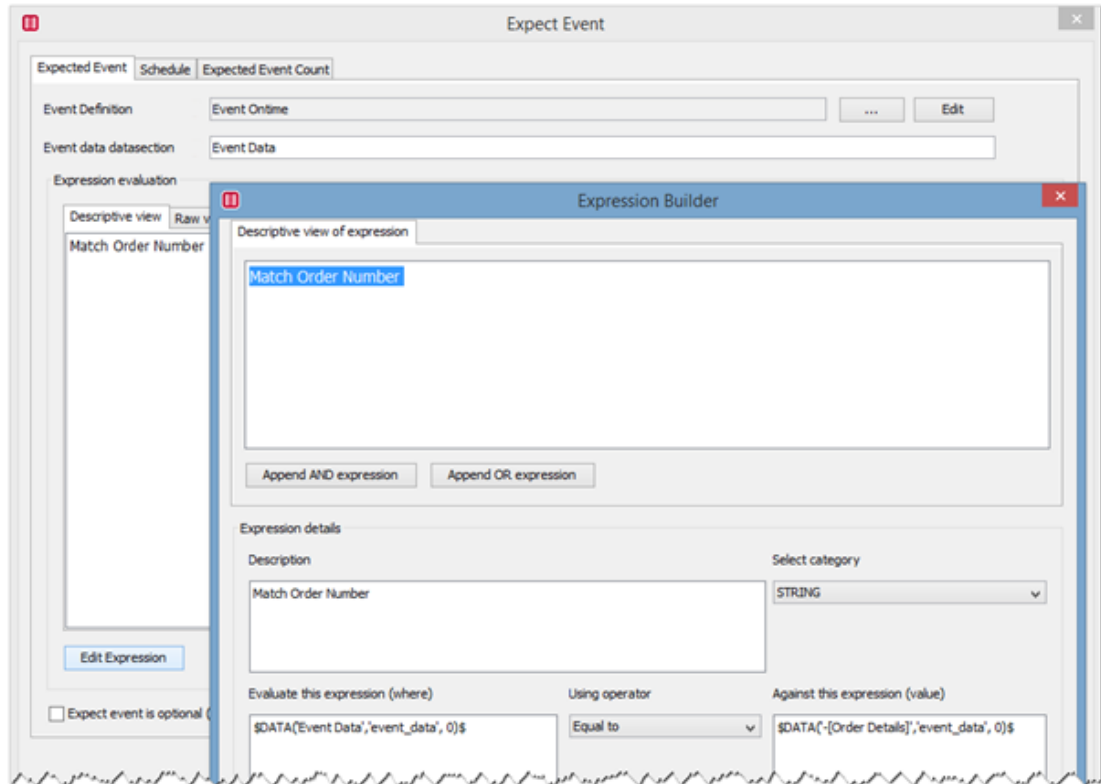 Expect Event
Expected Event Schedule Expected Event Count
Event Definition Event Ontime ... Edit
Event data datasection Event Data
Expression evaluation
Descriptive view Raw v
Match Order Number
Edit Expression
Expect event is optional (
Expression Builder
Descriptive view of expression
Match Order Number
Append AND expression Append OR expression
Expression details
Description Select category
Match Order Number STRING
Evaluate this expression (where) Using operator Against this expression (value)
$DATA('Event Data','event_data', 0)$ Equal to $DATA('-[Order Details]','event_data', 0)$